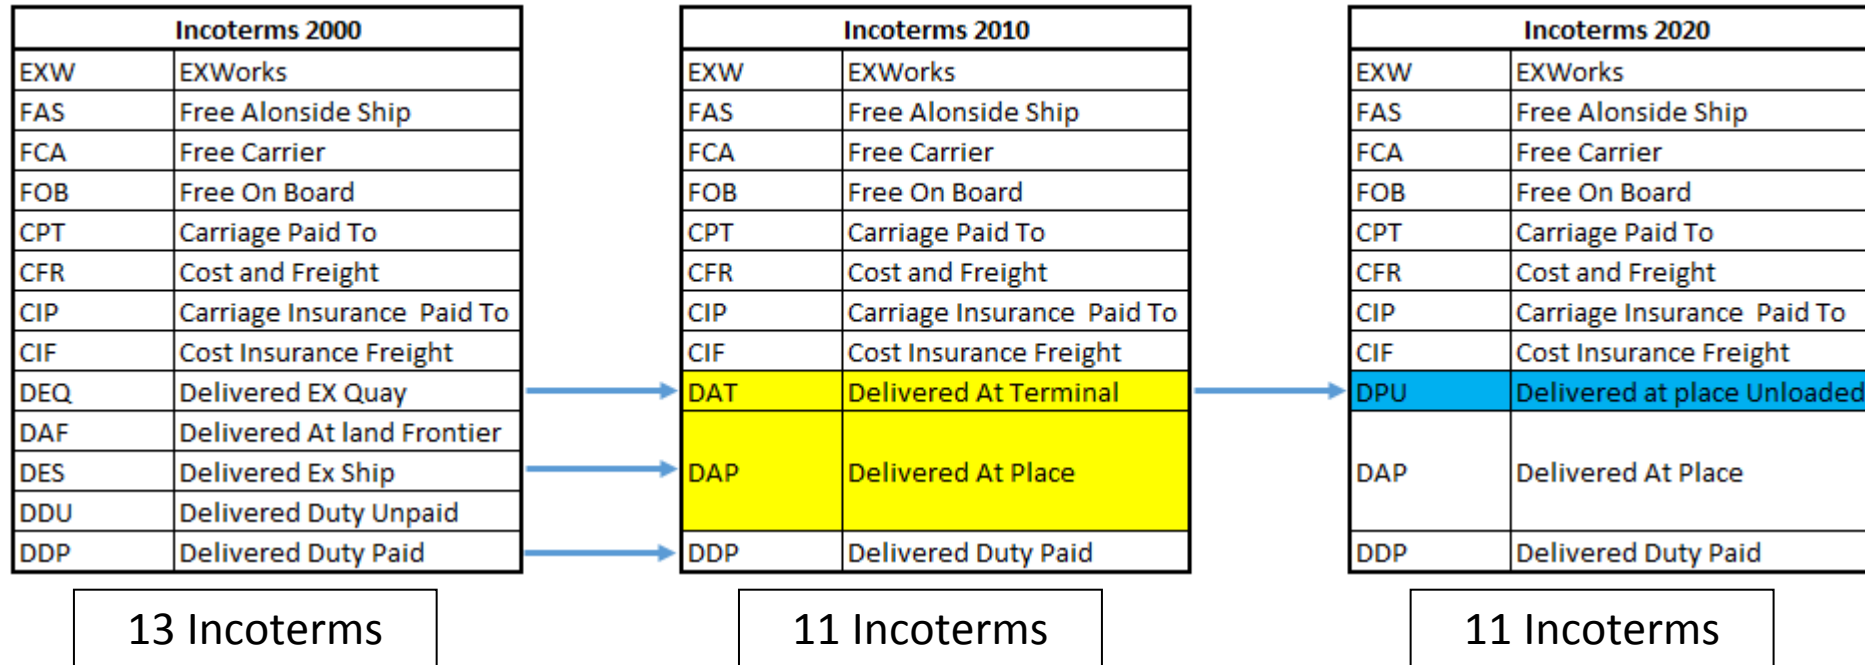 Incoterms 2000
EXW EXWorks
FAS Free Alonside Ship
FCA Free Carrier
FOB Free On Board
CPT Carriage Paid To
CFR Cost and Freight
CIP Carriage Insurance  Paid To
CIF Cost Insurance Freight
DEQ Delivered EX Quay
DAF Delivered At land Frontier
DES Delivered Ex Ship
DDU Delivered Duty Unpaid
DDP Delivered Duty Paid
13 Incoterms
Incoterms 2010
EXW EXWorks
FAS Free Alonside Ship
FCA Free Carrier
FOB Free On Board
CPT Carriage Paid To
CFR Cost and Freight
CIP Carriage Insurance  Paid To
CIF Cost Insurance Freight
DAT Delivered At Terminal
DAP Delivered At Place
DDP Delivered Duty Paid
11 Incoterms
Incoterms 2020
EXW EXWorks
FAS Free Alonside Ship
FCA Free Carrier
FOB Free On Board
CPT Carriage Paid To
CFR Cost and Freight
CIP Carriage Insurance  Paid To
CIF Cost Insurance Freight
DPU Delivered at place Unloaded
DAP Delivered At Place
DDP Delivered Duty Paid
11 Incoterms